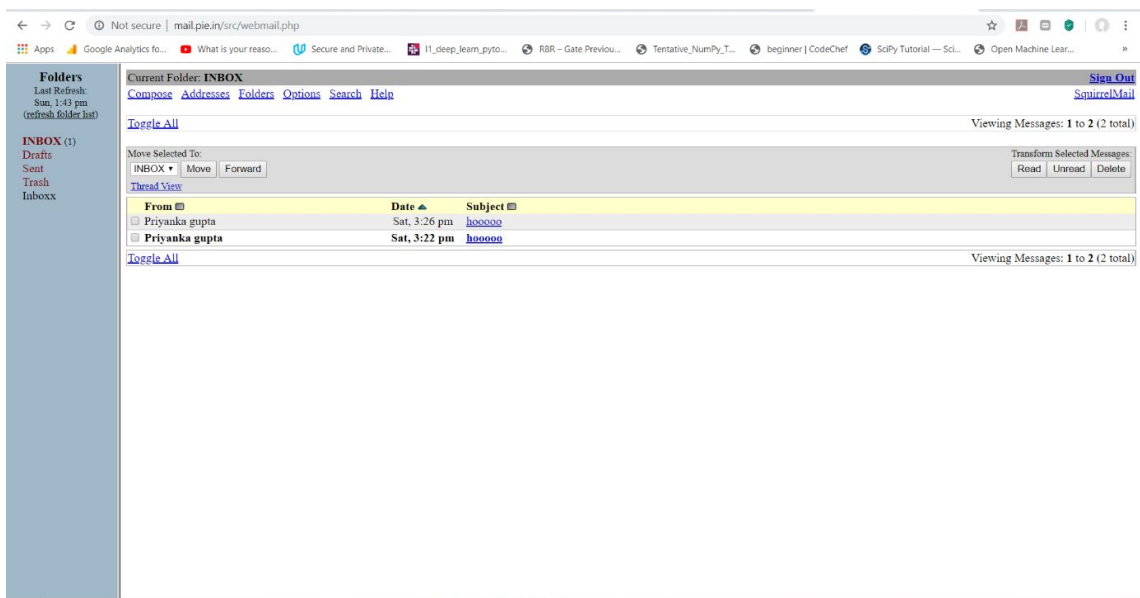 Not secure | mail.pie.in/src/webmail.php
Apps Google Analytics fo... What is your reaso... Secure and Private... l1_deep_learn_pyto... RBR – Gate Previou... Tentative_NumPy_T... beginner | CodeChef SciPy Tutorial — Sci... Open Machine Lear... »
Folders
Last Refresh:
Sun, 1:43 pm
(refresh folder list)
INBOX (1)
Drafts
Sent
Trash
Inboxx
Current Folder: INBOX Sign Out
Compose Addresses Folders Options Search Help SquirrelMail
Toggle All Viewing Messages: 1 to 2 (2 total)
Move Selected To: Transform Selected Messages:
INBOX Move Forward Read Unread Delete
Thread View
From Date Subject
Priyanka gupta Sat, 3:26 pm hooooo
Priyanka gupta Sat, 3:22 pm hooooo
Toggle All Viewing Messages: 1 to 2 (2 total)